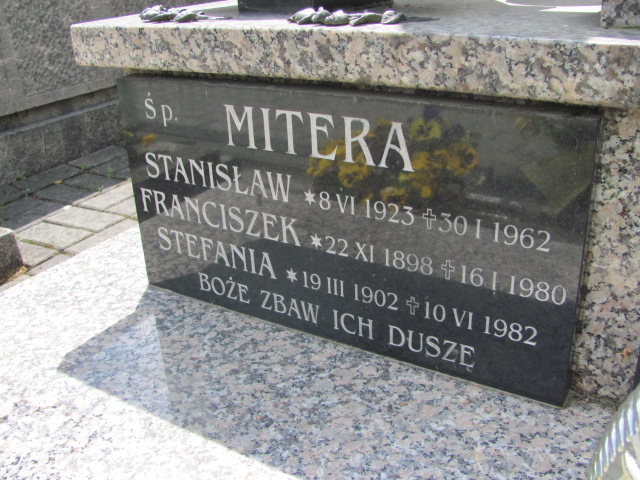 Ś p.
MITERA
STANISŁAW *8 VI 1923 ✝30 I 1962
FRANCISZEK *22 XI 1898 ✝16 I 1980
STEFANIA *19 III 1902 ✝10 VI 1982
BOŻE ZBAW ICH DUSZĘ